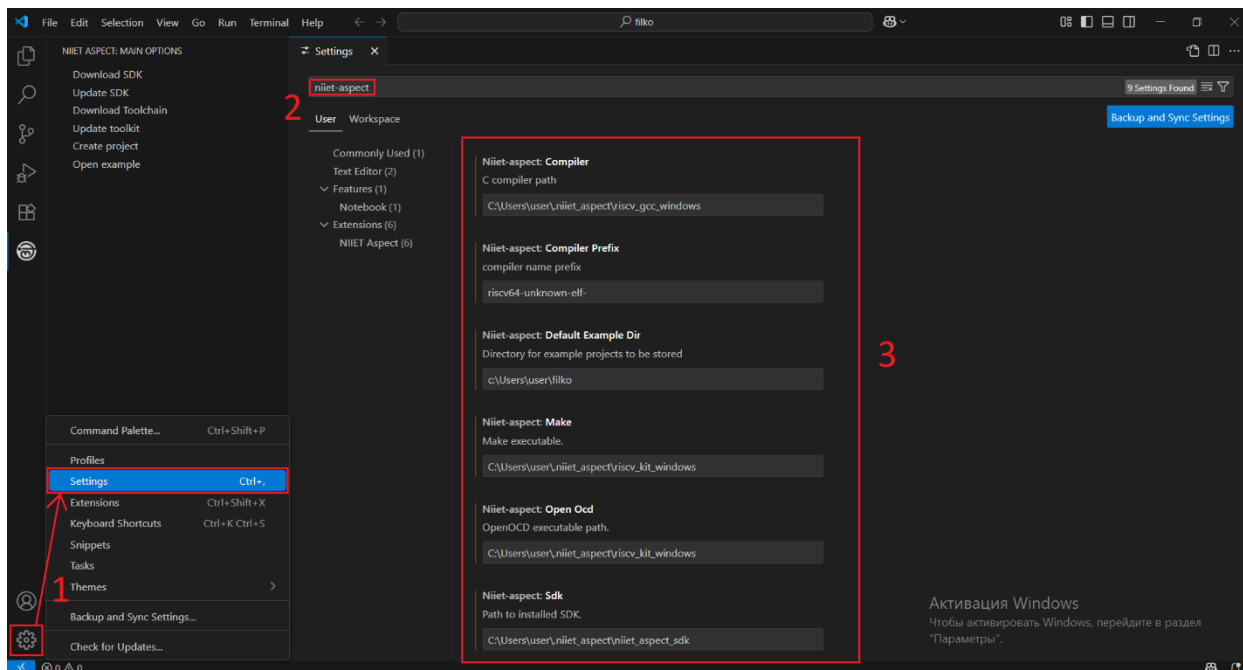 File Edit Selection View Go Run Terminal Help
filko
NIIET ASPECT: MAIN OPTIONS
Download SDK
Update SDK
Download Toolchain
Update toolkit
Create project
Open example
Settings
2
niiet-aspect
9 Settings Found
User Workspace
Backup and Sync Settings
Commonly Used (1)
Text Editor (2)
Features (1)
Notebook (1)
Extensions (6)
NIIET Aspect (6)
Niiet-aspect: Compiler
C compiler path
C:\Users\user\.niiet_aspect\riscv_gcc_windows
Niiet-aspect: Compiler Prefix
compiler name prefix
riscv64-unknown-elf-
Niiet-aspect: Default Example Dir
Directory for example projects to be stored
c:\Users\user\filko
Niiet-aspect: Make
Make executable.
C:\Users\user\.niiet_aspect\riscv_kit_windows
Niiet-aspect: Open Ocd
OpenOCD executable path.
C:\Users\user\.niiet_aspect\riscv_kit_windows
Niiet-aspect: Sdk
Path to installed SDK.
C:\Users\user\.niiet_aspect\niiet_aspect_sdk
3
Command Palette... Ctrl+Shift+P
Profiles
Settings Ctrl+,
Extensions Ctrl+Shift+X
Keyboard Shortcuts Ctrl+K Ctrl+S
Snippets
Tasks
Themes
1
Backup and Sync Settings...
Check for Updates...
Активация Windows
Чтобы активировать Windows, перейдите в раздел
"Параметры".
0 0